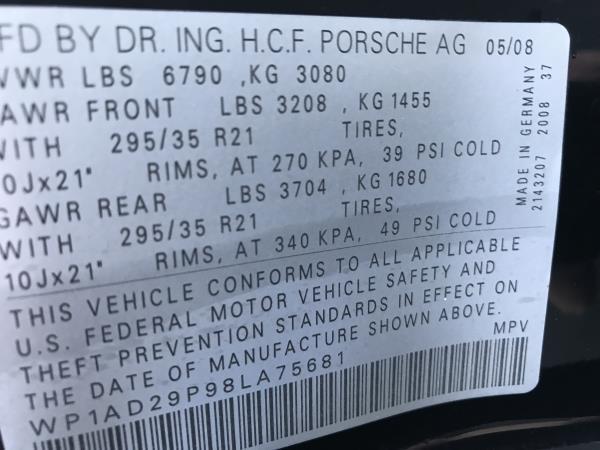 FD BY DR. ING. H.C.F. PORSCHE AG 05/08
VWR LBS 6790 ,KG 3080
AWR FRONT LBS 3208 , KG 1455
WITH 295/35 R21 TIRES,
0Jx21" RIMS, AT 270 KPA, 39 PSI COLD
GAWR REAR LBS 3704 , KG 1680
WITH 295/35 R21 TIRES,
10Jx21" RIMS, AT 340 KPA, 49 PSI COLD
THIS VEHICLE CONFORMS TO ALL APPLICABLE
U.S. FEDERAL MOTOR VEHICLE SAFETY AND
THEFT PREVENTION STANDARDS IN EFFECT ON
THE DATE OF MANUFACTURE SHOWN ABOVE.
WP1AD29P98LA75681 MPV
MADE IN GERMANY
2143207 2008 37